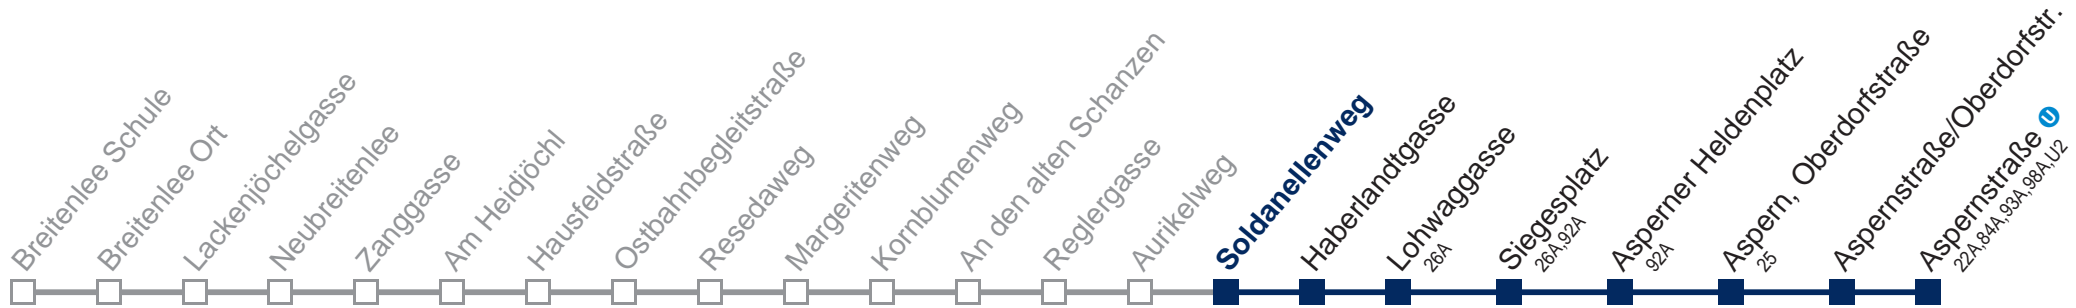 Breitenlee Schule
Breitenlee Ort
Lackenjöchelgasse
Neubreitenlee
Zanggasse
Am Heidjöchl
Hausfeldstraße
Ostbahnbegleitstraße
Resedaweg
Margeritenweg
Kornblumenweg
An den alten Schanzen
Reglergasse
Aurikelweg
Soldanellenweg
Haberlandtgasse
Lohwaggasse
26A
Siegesplatz
26A,92A
Asperner Heldenplatz
92A
Aspern, Oberdorfstraße
25
Aspernstraße/Oberdorfstr.
Aspernstraße U
22A,84A,93A,98A,U2